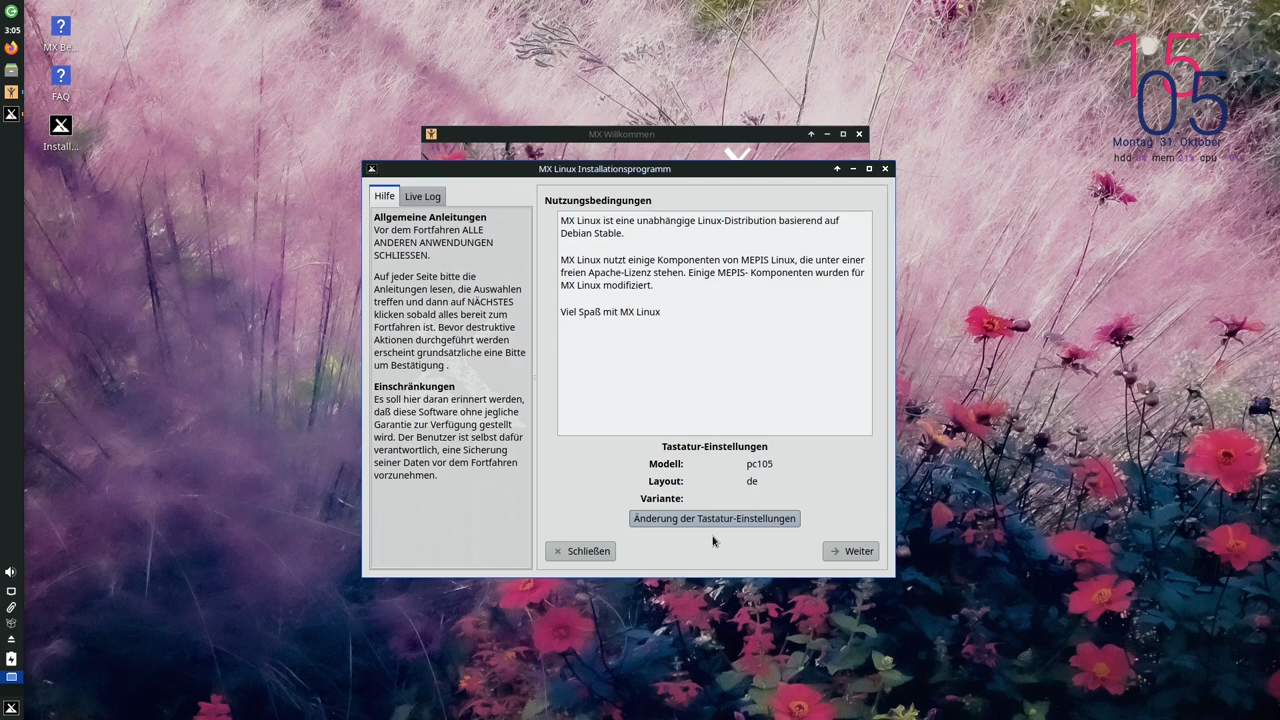 3:05
MX Be...
FAQ
Install...
15
05
Montag 31. Oktober
hdd
mem
cpu
MX Willkommen
MX Linux Installationsprogramm
Hilfe
Live Log
Allgemeine Anleitungen
Vor dem Fortfahren ALLE
ANDEREN ANWENDUNGEN
SCHLIESSEN.
Auf jeder Seite bitte die
Anleitungen lesen, die Auswahlen
treffen und dann auf NÄCHSTES
klicken sobald alles bereit zum
Fortfahren ist. Bevor destruktive
Aktionen durchgeführt werden
erscheint grundsätzliche eine Bitte
um Bestätigung .
Einschränkungen
Es soll hier daran erinnert werden,
daß diese Software ohne jegliche
Garantie zur Verfügung gestellt
wird. Der Benutzer ist selbst dafür
verantwortlich, eine Sicherung
seiner Daten vor dem Fortfahren
vorzunehmen.
Nutzungsbedingungen
MX Linux ist eine unabhängige Linux-Distribution basierend auf
Debian Stable.
MX Linux nutzt einige Komponenten von MEPIS Linux, die unter einer
freien Apache-Lizenz stehen. Einige MEPIS- Komponenten wurden für
MX Linux modifiziert.
Viel Spaß mit MX Linux
Tastatur-Einstellungen
Modell: pc105
Layout: de
Variante:
Änderung der Tastatur-Einstellungen
Schließen
Weiter